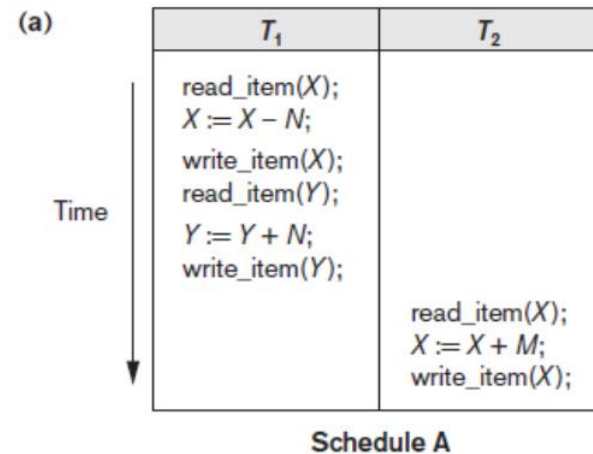 (a)
T₁ T₂
read_item(X);
X := X – N;
write_item(X);
read_item(Y);
Time
Y := Y + N;
write_item(Y);
read_item(X);
X := X + M;
write_item(X);
Schedule A